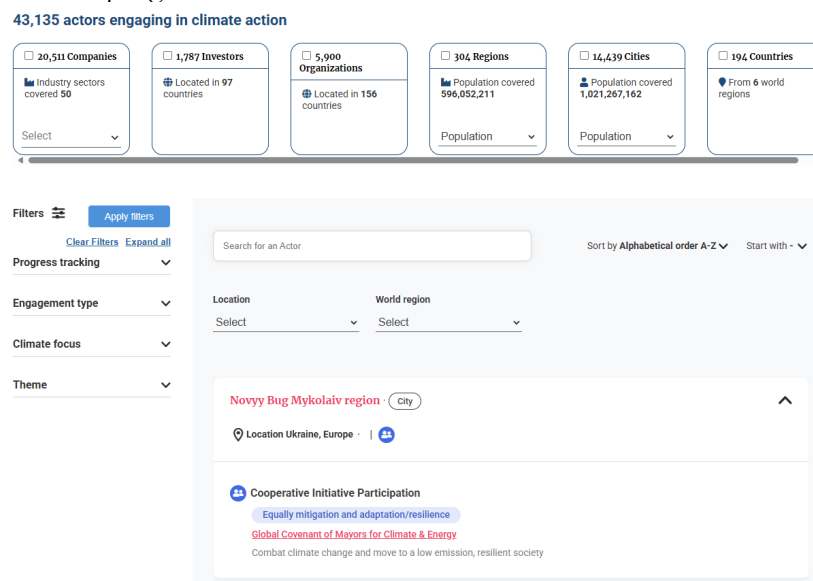 43,135 actors engaging in climate action
20,511 Companies
Industry sectors
covered 50
Select
1,787 Investors
Located in 97
countries
5,900
Organizations
Located in 156
countries
304 Regions
Population covered
596,052,211
Population
14,439 Cities
Population covered
1,021,267,162
Population
194 Countries
From 6 world
regions
Filters
Apply filters
Clear Filters Expand all
Progress tracking
Engagement type
Climate focus
Theme
Search for an Actor
Sort by Alphabetical order A-Z
Start with -
Location
Select
World region
Select
Novyy Bug Mykolaiv region · City
Location Ukraine, Europe · |
Cooperative Initiative Participation
Equally mitigation and adaptation/resilience
Global Covenant of Mayors for Climate & Energy
Combat climate change and move to a low emission, resilient society